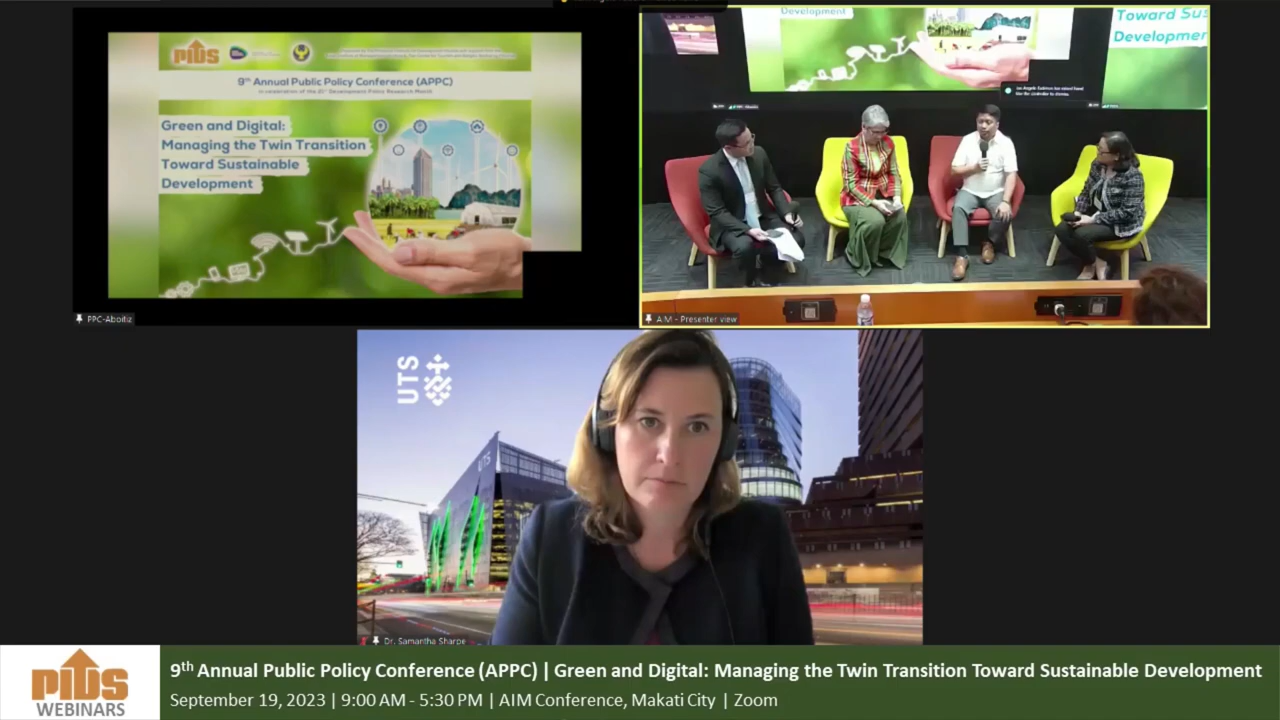 PIDS
9th Annual Public Policy Conference (APPC)
Green and Digital:
Managing the Twin Transition
Toward Sustainable
Development
PPC-Aboitiz
Development
Toward Sus
Developmen
AIM - Presenter view
UTS
UTS
Dr. Samantha Sharpe
PIDS
WEBINARS
9th Annual Public Policy Conference (APPC) | Green and Digital: Managing the Twin Transition Toward Sustainable Development
September 19, 2023 | 9:00 AM - 5:30 PM | AIM Conference, Makati City | Zoom